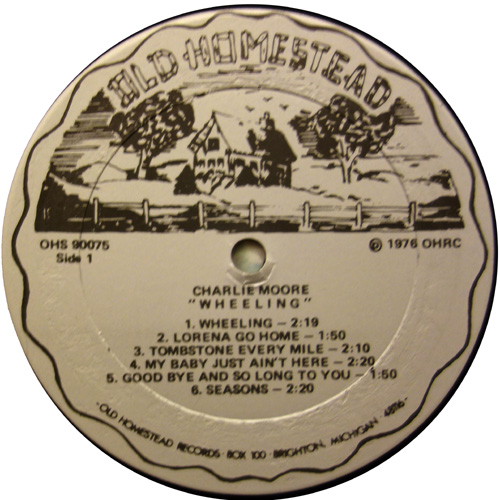 OLD HOMESTEAD
OHS 90075
Side 1
℗ 1976 OHRC
CHARLIE MOORE
"WHEELING"
1. WHEELING – 2:19
2. LORENA GO HOME – 1:50
3. TOMBSTONE EVERY MILE – 2:10
4. MY BABY JUST AIN'T HERE – 2:20
5. GOOD BYE AND SO LONG TO YOU – 1:50
6. SEASONS – 2:20
· OLD HOMESTEAD RECORDS · BOX 100 · BRIGHTON, MICHIGAN · 48116 ·